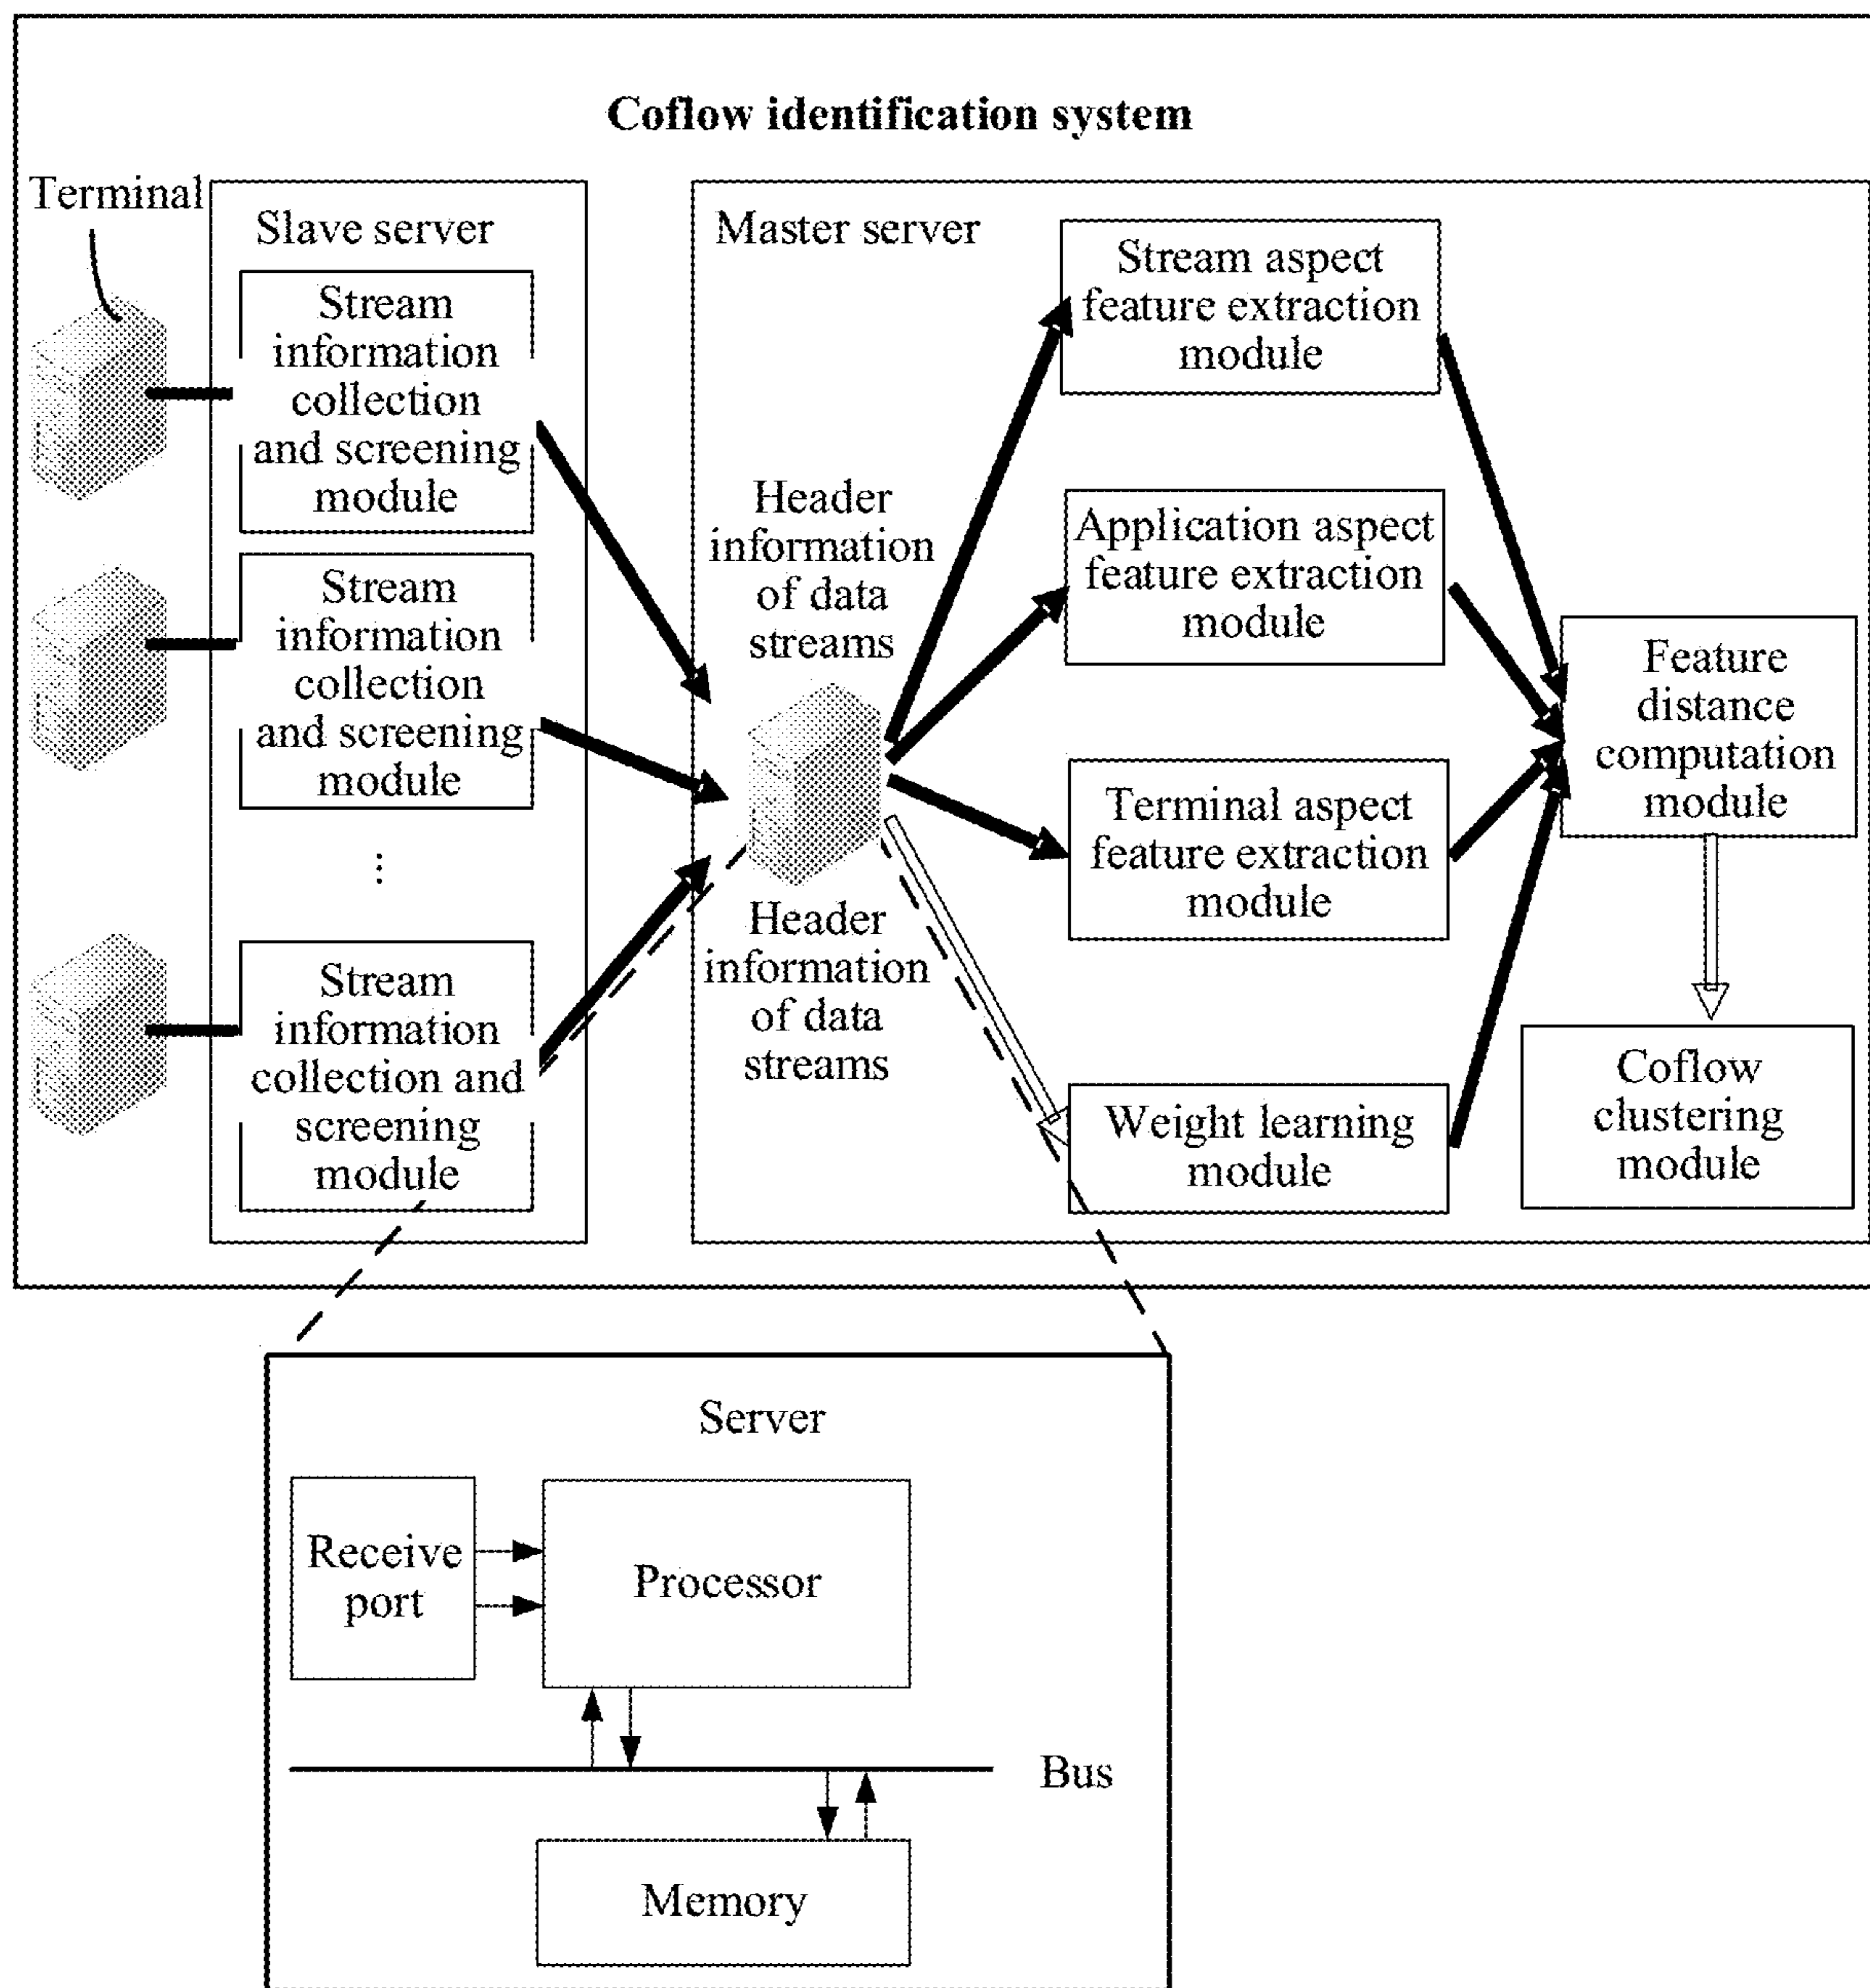 Coflow identification system
Terminal
Slave server
Stream
information
collection
and screening
module
Stream
information
collection
and screening
module
...
Stream
information
collection and
screening
module
Master server
Header
information
of data
streams
Header
information
of data
streams
Stream aspect
feature extraction
module
Application aspect
feature extraction
module
Terminal aspect
feature extraction
module
Weight learning
module
Feature
distance
computation
module
Coflow
clustering
module
Server
Receive
port
Processor
Bus
Memory